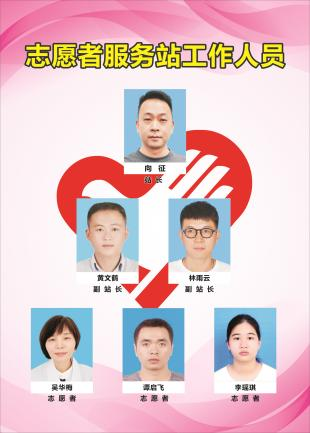 志愿者服务站工作人员
向 征
站 长
黄文鹤
副 站 长
林雨云
副 站 长
吴华梅
志 愿 者
谭启飞
志 愿 者
李瑶琪
志 愿 者